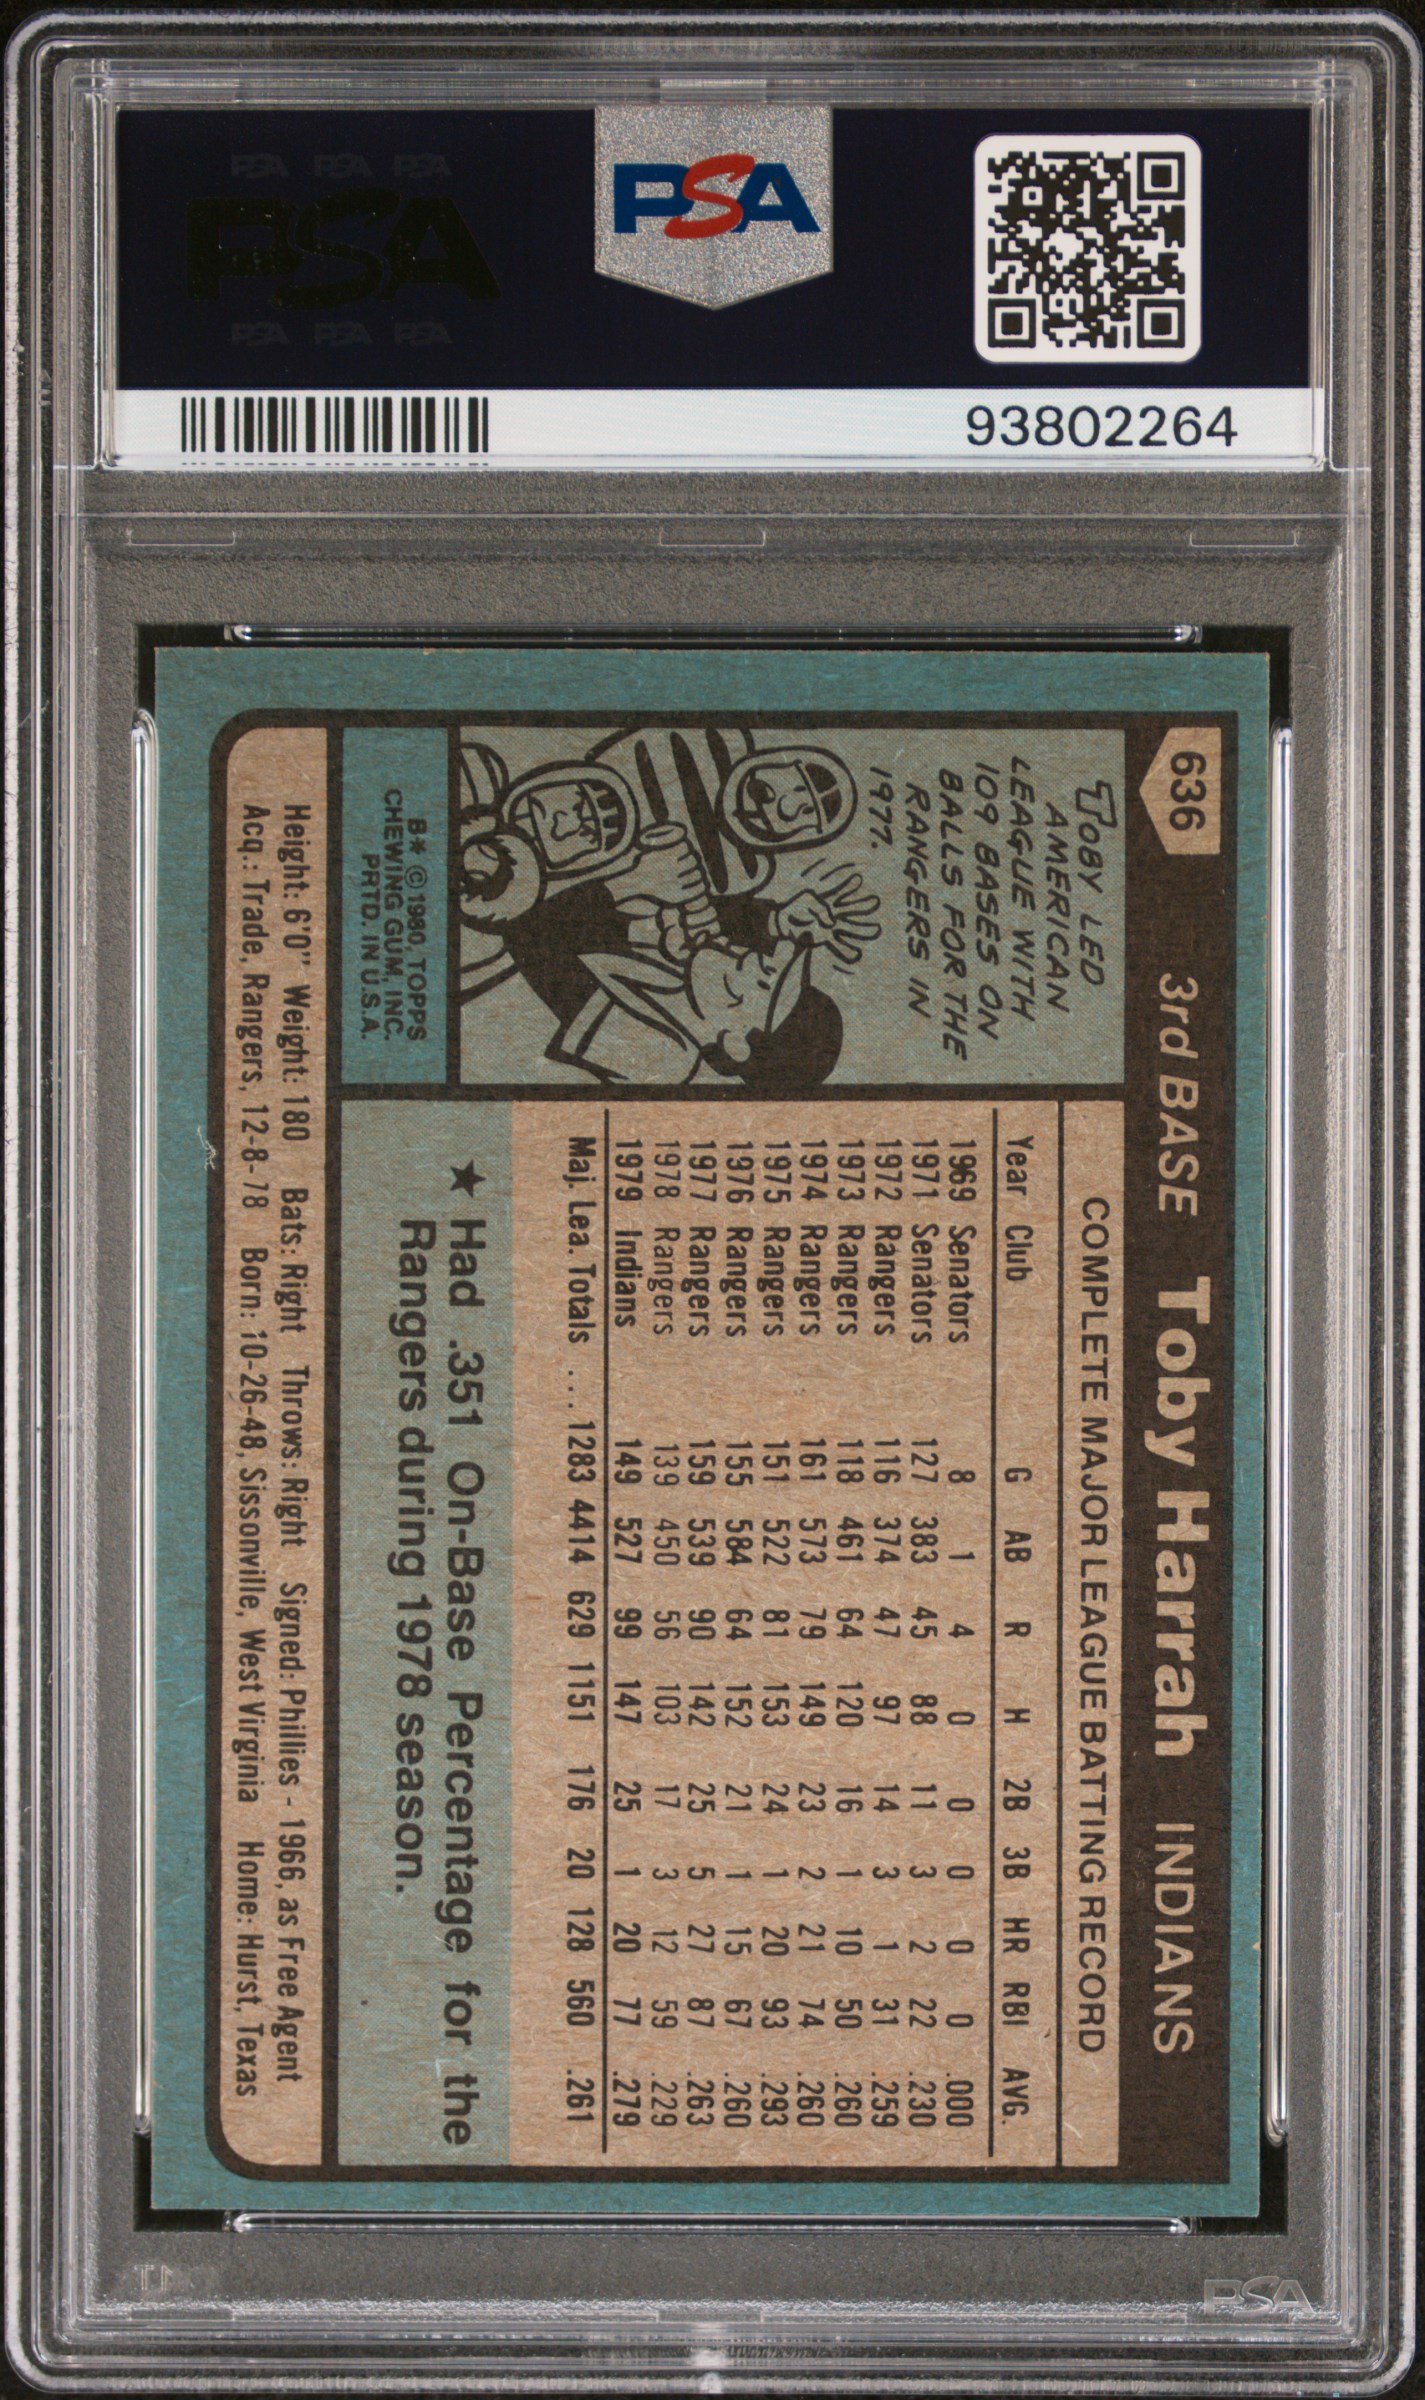 PSA PSA PSA
PSA
PSA PSA PSA
PSA
93802264
636 3rd BASE Toby Harrah INDIANS
TOBY LED
AMERICAN
LEAGUE WITH
109 BASES ON
BALLS FOR THE
RANGERS IN
1977.
B* © 1980, TOPPS
CHEWING GUM, INC.
PRTD. IN U.S.A.
COMPLETE MAJOR LEAGUE BATTING RECORD
Year Club G AB R H 2B 3B HR RBI AVG.
1969 Senators 8 1 4 0 0 0 0 0 .000
1971 Senators 127 383 45 88 11 3 2 22 .230
1972 Rangers 116 374 47 97 14 3 1 31 .259
1973 Rangers 118 461 64 120 16 1 10 50 .260
1974 Rangers 161 573 79 149 23 2 21 74 .260
1975 Rangers 151 522 81 153 24 1 20 93 .293
1976 Rangers 155 584 64 152 21 1 15 67 .260
1977 Rangers 159 539 90 142 25 5 27 87 .263
1978 Rangers 139 450 56 103 17 3 12 59 .229
1979 Indians 149 527 99 147 25 1 20 77 .279
Maj. Lea. Totals ... 1283 4414 629 1151 176 20 128 560 .261
★ Had .351 On-Base Percentage for the
Rangers during 1978 season.
Height: 6'0" Weight: 180 Bats: Right Throws: Right Signed: Phillies - 1966, as Free Agent
Acq.: Trade, Rangers, 12-8-78 Born: 10-26-48, Sissonville, West Virginia Home: Hurst, Texas
PSA